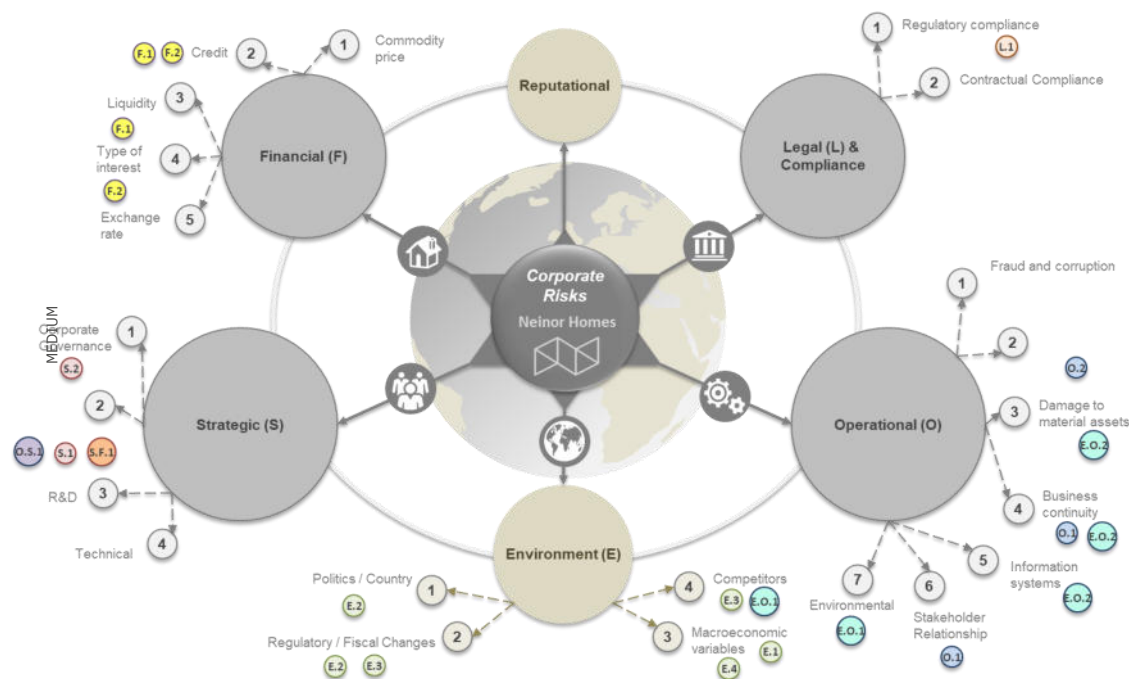 Reputational
Financial (F)
1
Commodity
price
2
Credit
F.1
F.2
3
Liquidity
F.1
4
Type of
interest
F.2
5
Exchange
rate
Legal (L) &
Compliance
1
Regulatory compliance
L.1
2
Contractual Compliance
Corporate
Risks
Neinor Homes
Strategic (S)
MEDIUM
1
Corporate
Governance
S.2
2
O.S.1
S.1
S.F.1
3
R&D
4
Technical
Operational (O)
Fraud and corruption
1
2
O.2
3
Damage to
material assets
E.O.2
4
Business
continuity
O.1
E.O.2
5
Information
systems
E.O.2
6
Stakeholder
Relationship
O.1
7
Environmental
E.O.1
Environment (E)
Politics / Country
1
E.2
Regulatory / Fiscal Changes
2
E.2
E.3
4
Competitors
E.3
E.O.1
3
Macroeconomic
variables
E.1
E.4